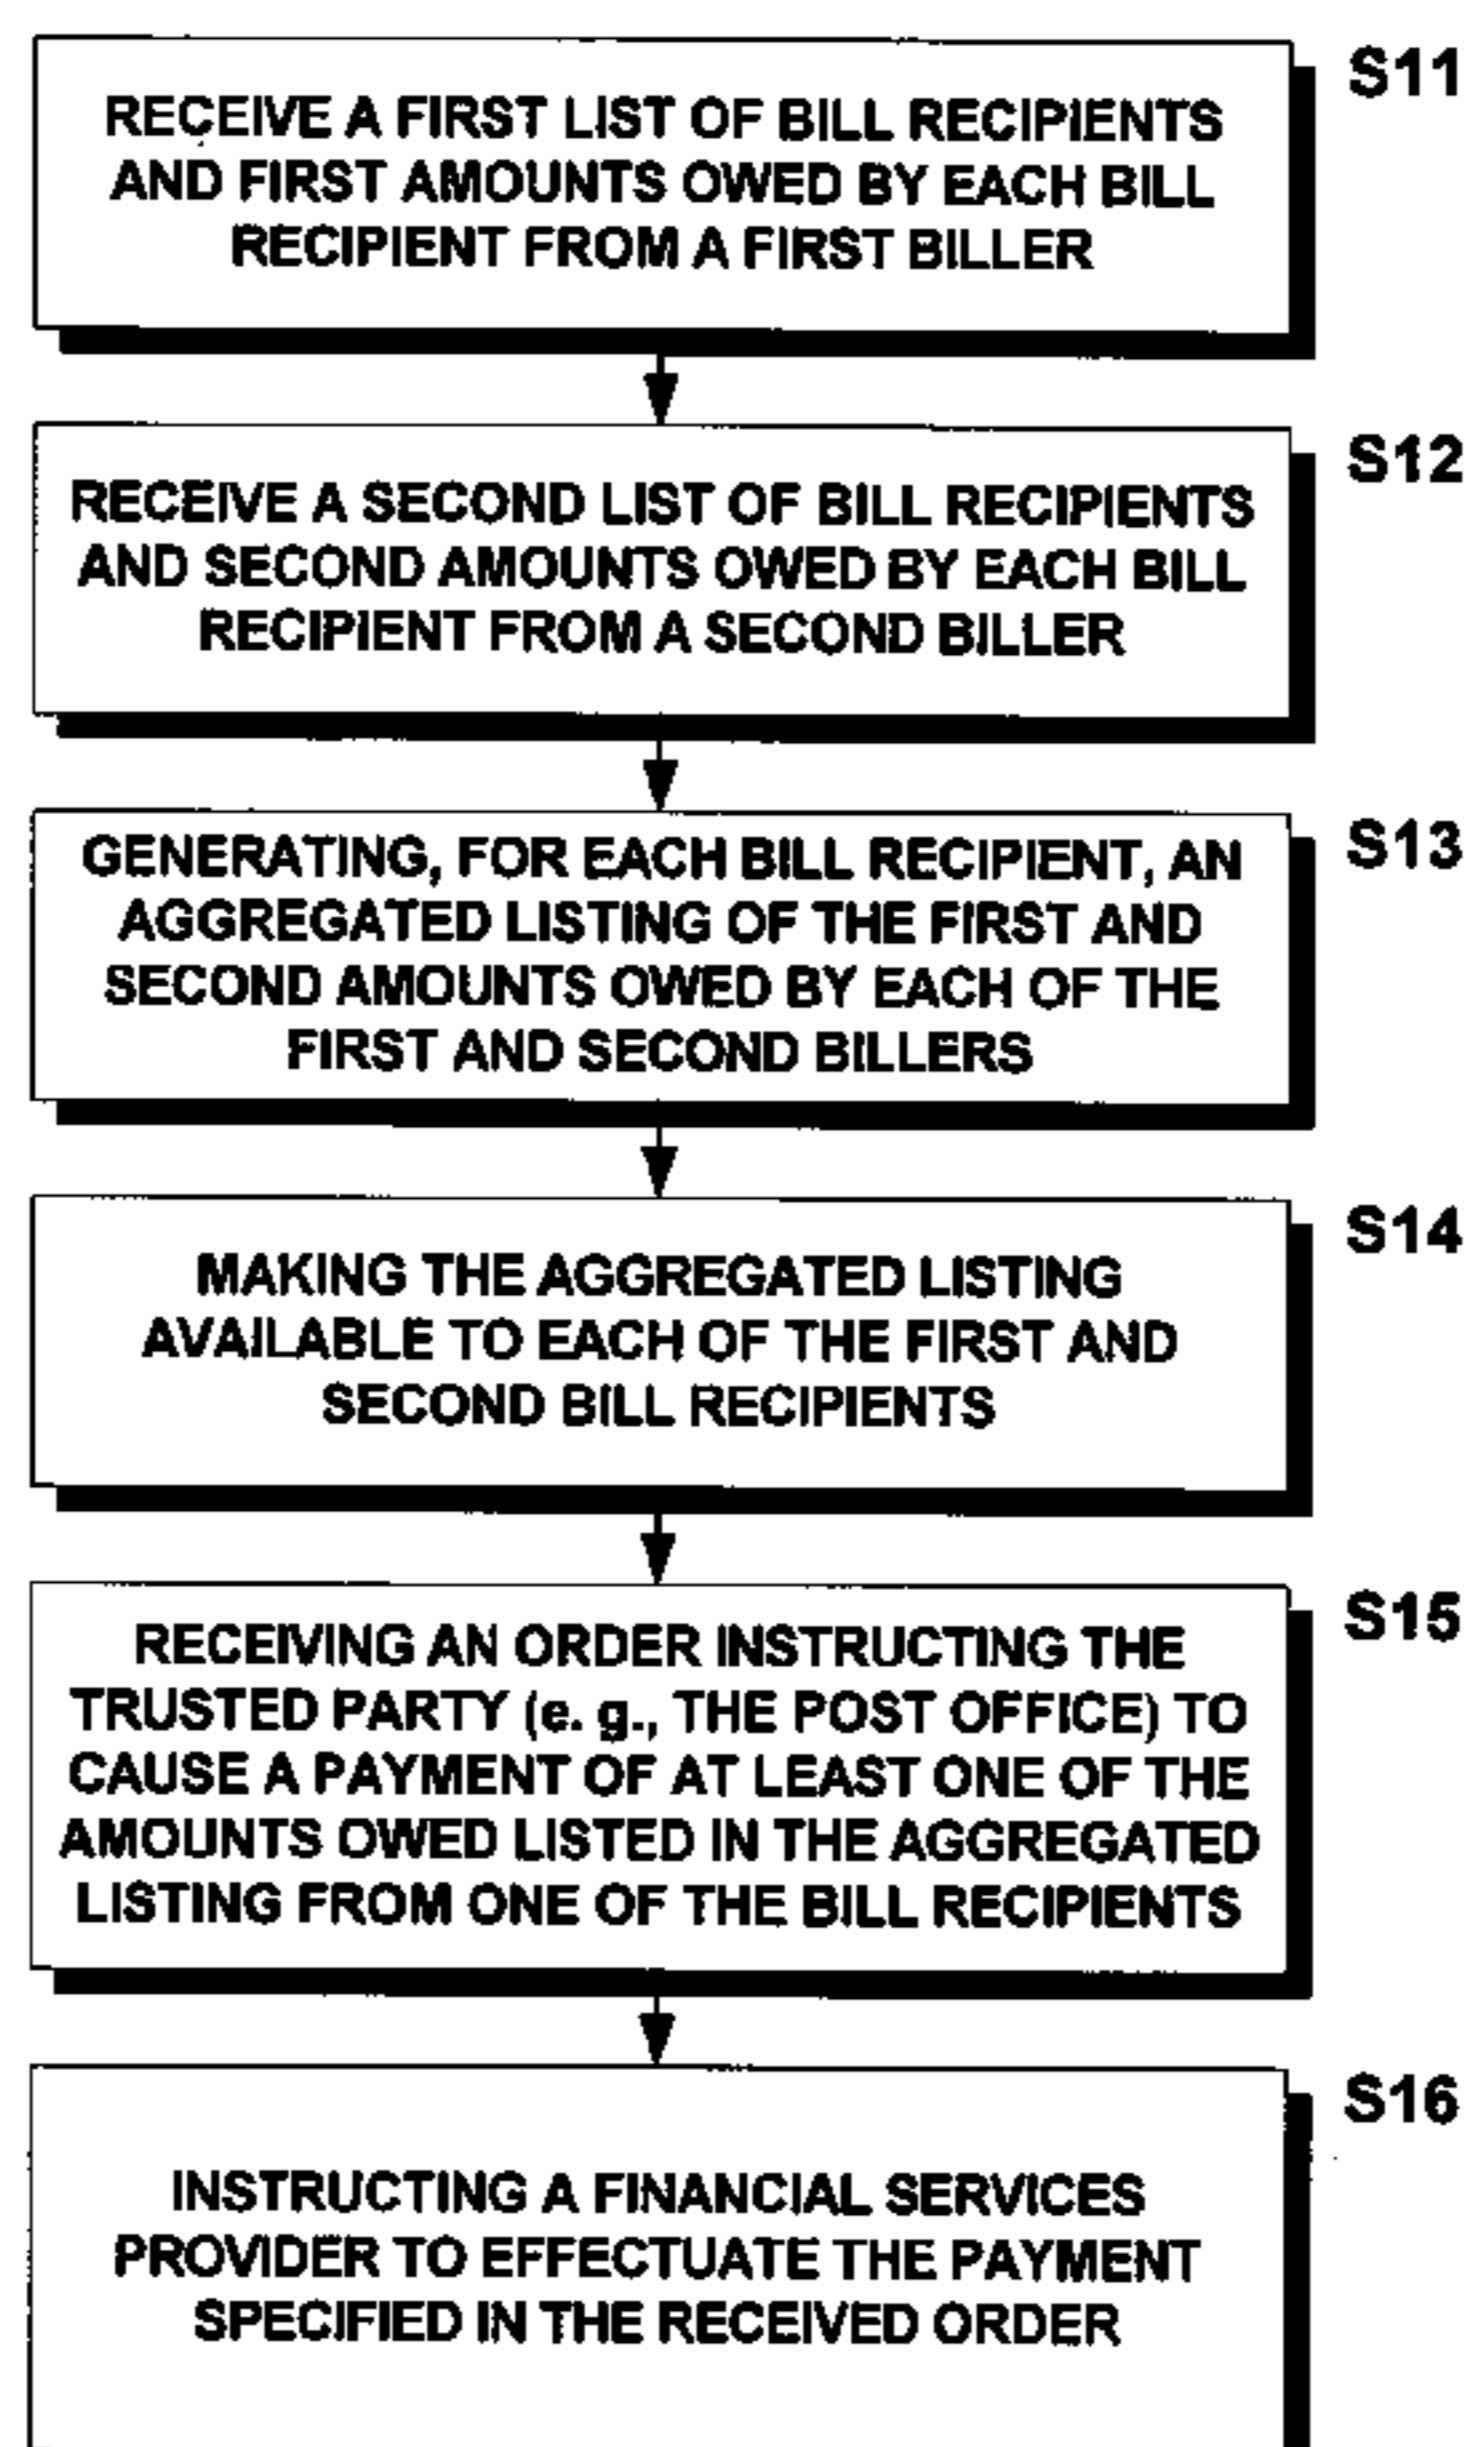 S11
RECEIVE A FIRST LIST OF BILL RECIPIENTS
AND FIRST AMOUNTS OWED BY EACH BILL
RECIPIENT FROM A FIRST BILLER
S12
RECEIVE A SECOND LIST OF BILL RECIPIENTS
AND SECOND AMOUNTS OWED BY EACH BILL
RECIPIENT FROM A SECOND BILLER
S13
GENERATING, FOR EACH BILL RECIPIENT, AN
AGGREGATED LISTING OF THE FIRST AND
SECOND AMOUNTS OWED BY EACH OF THE
FIRST AND SECOND BILLERS
S14
MAKING THE AGGREGATED LISTING
AVAILABLE TO EACH OF THE FIRST AND
SECOND BILL RECIPIENTS
S15
RECEIVING AN ORDER INSTRUCTING THE
TRUSTED PARTY (e. g., THE POST OFFICE) TO
CAUSE A PAYMENT OF AT LEAST ONE OF THE
AMOUNTS OWED LISTED IN THE AGGREGATED
LISTING FROM ONE OF THE BILL RECIPIENTS
S16
INSTRUCTING A FINANCIAL SERVICES
PROVIDER TO EFFECTUATE THE PAYMENT
SPECIFIED IN THE RECEIVED ORDER